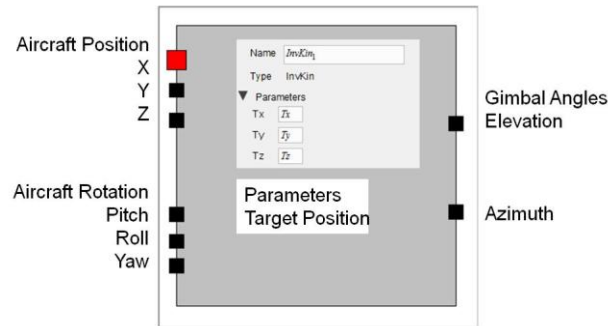 Aircraft Position
X
Y
Z
Aircraft Rotation
Pitch
Roll
Yaw
Name InvKin1
Type InvKin
▼ Parameters
Tx Tx
Ty Ty
Tz Tz
Parameters
Target Position
Gimbal Angles
Elevation
Azimuth